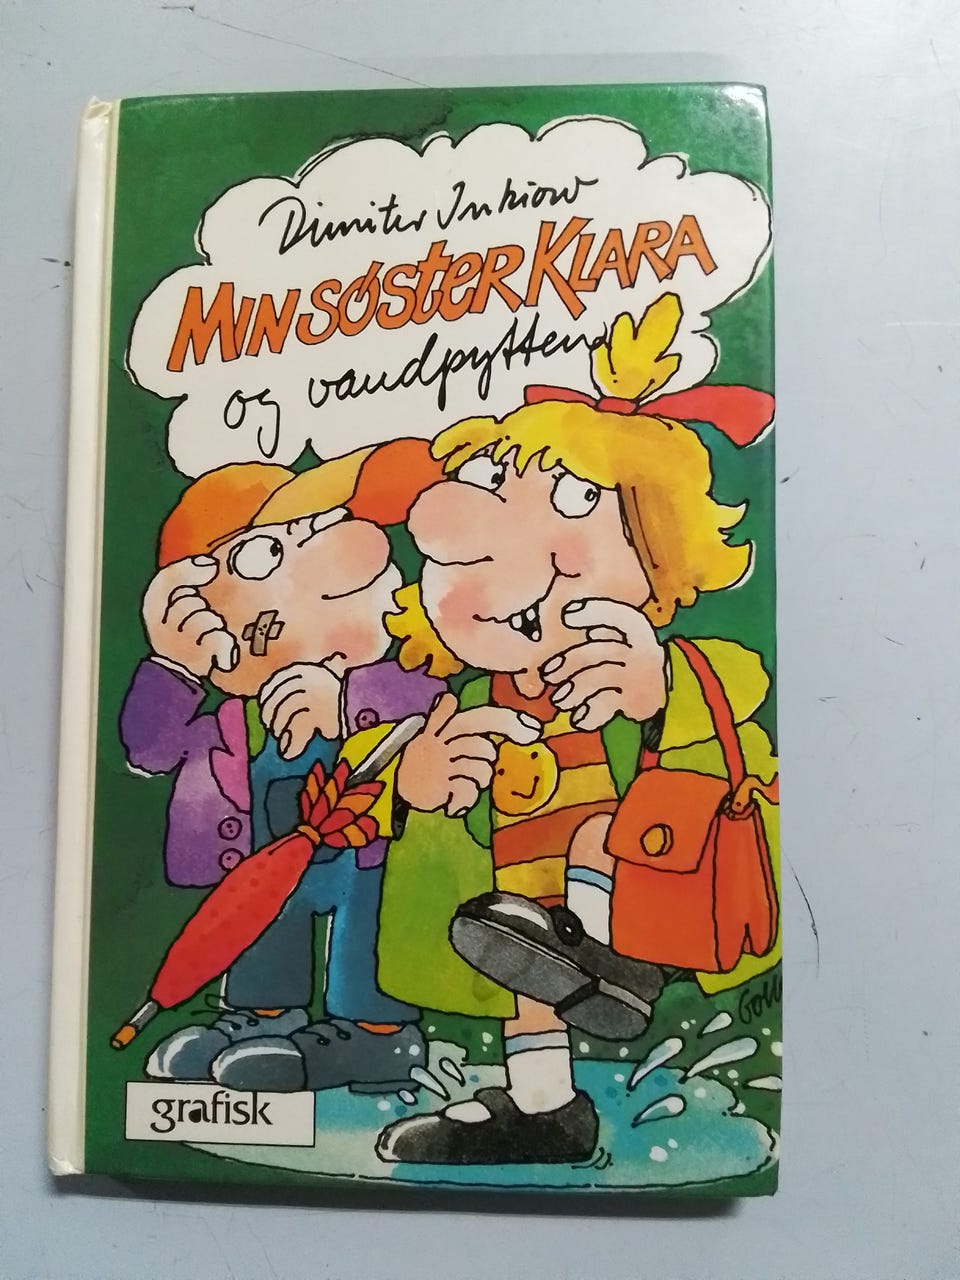 Dimiter Inkiow
MIN SØSTER KLARA
og vandpytten
grafisk